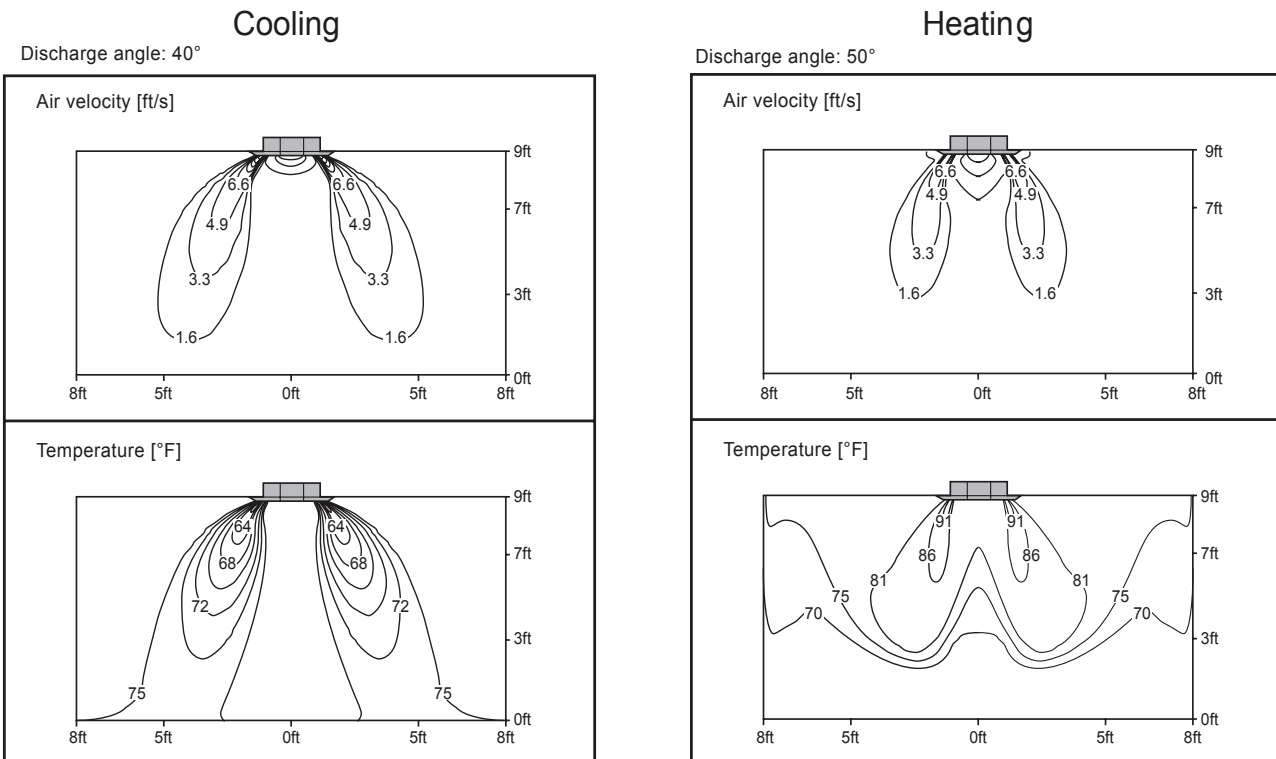 Cooling
Discharge angle: 40°
Air velocity [ft/s]
9ft
6.6 6.6
7ft
4.9 4.9
3.3 3.3
3ft
1.6 1.6
0ft
8ft 5ft 0ft 5ft 8ft
Temperature [°F]
9ft
64 64
7ft
68 68
72 72
3ft
75 75
0ft
8ft 5ft 0ft 5ft 8ft
Heating
Discharge angle: 50°
Air velocity [ft/s]
9ft
6.6 6.6
4.9 4.9
7ft
3.3 3.3
1.6 1.6
3ft
0ft
8ft 5ft 0ft 5ft 8ft
Temperature [°F]
9ft
91 91
86 86
7ft
81 81
75 75
70 70
3ft
0ft
8ft 5ft 0ft 5ft 8ft